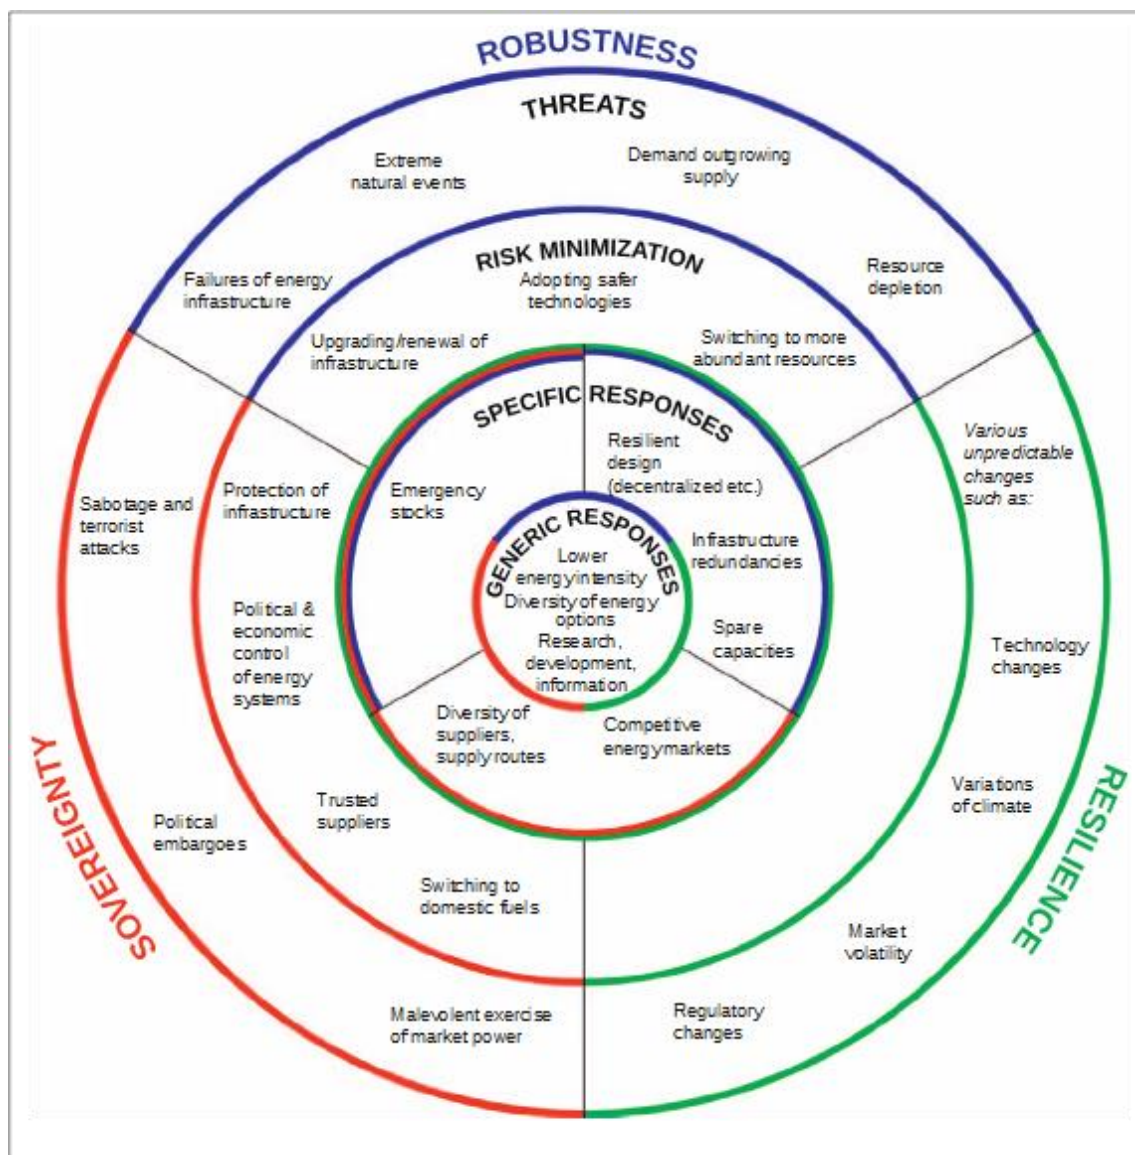 ROBUSTNESS
THREATS
Extreme
natural events
Demand outgrowing
supply
Failures of energy
infrastructure
Resource
depletion
RISK MINIMIZATION
Adopting safer
technologies
Upgrading/renewal of
infrastructure
Switching to more
abundant resources
SPECIFIC RESPONSES
Resilient
design
(decentralized etc.)
Emergency
stocks
Infrastructure
redundancies
Spare
capacities
GENERIC RESPONSES
Lower
energy intensity
Diversity of energy
options
Research,
development,
information
Diversity of
suppliers,
supply routes
Competitive
energy markets
Protection of
infrastructure
Political &
economic
control
of energy
systems
Trusted
suppliers
Switching to
domestic fuels
Sabotage and
terrorist
attacks
Political
embargoes
Malevolent exercise
of market power
SOVEREIGNTY
Various
unpredictable
changes
such as:
Technology
changes
Variations
of climate
Market
volatility
Regulatory
changes
RESILIENCE